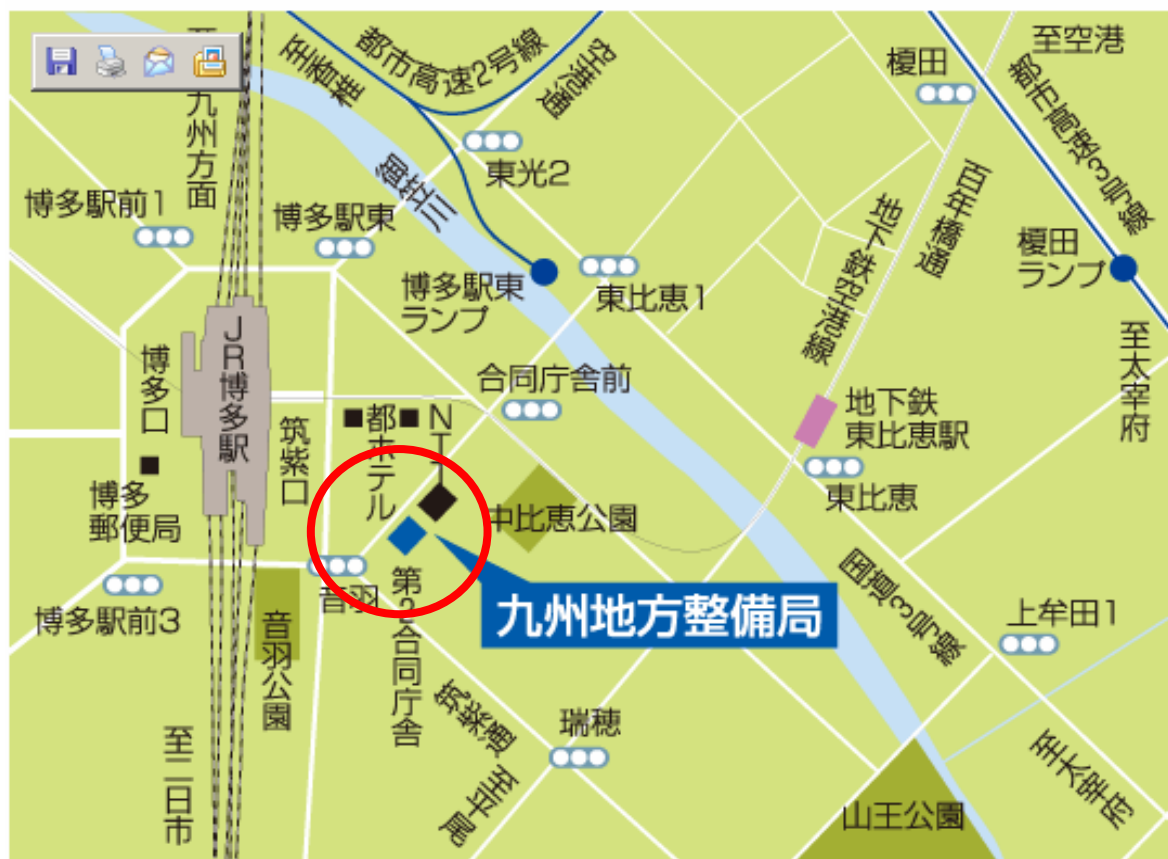 九州方面
至香椎
都市高速2号線
榎田
至空港
都市高速3号線
東光2
御笠川
博多駅前1
博多駅東
百年橋通
地下鉄空港線
榎田
ランプ
博多駅東
ランプ
東比恵1
至太宰府
JR博多駅
博多口
筑紫口
都ホテル
NTT
合同庁舎前
地下鉄
東比恵駅
東比恵
博多
郵便局
中比恵公園
博多駅前3
音羽
音羽公園
第2合同庁舎
九州地方整備局
国道3号線
上牟田1
筑紫通
瑞穂
至二日市
至太宰府
山王公園